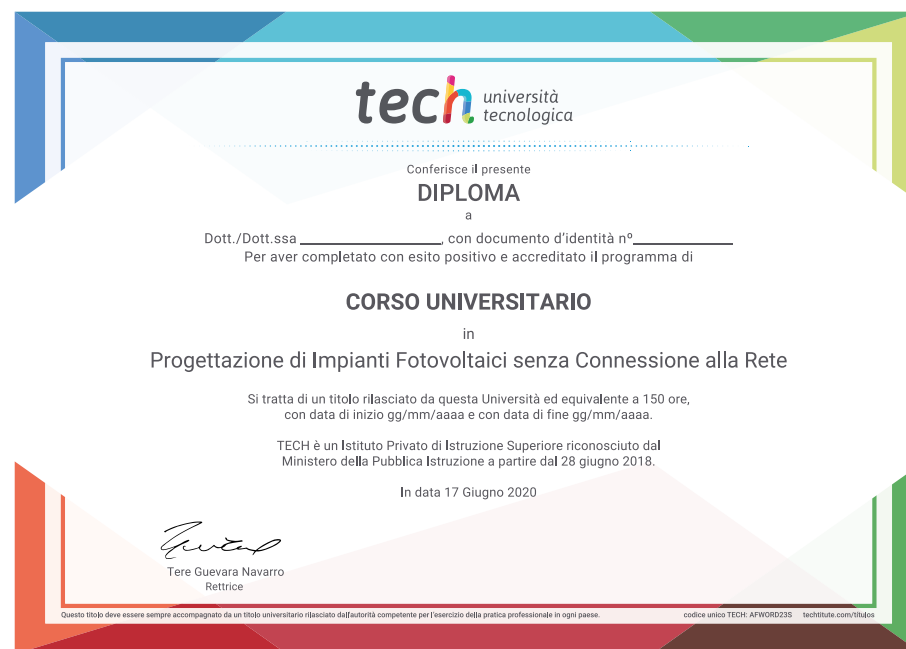 tech università
tecnologica
Conferisce il presente
DIPLOMA
a
Dott./Dott.ssa ____________________, con documento d'identità nº______________
Per aver completato con esito positivo e accreditato il programma di
CORSO UNIVERSITARIO
in
Progettazione di Impianti Fotovoltaici senza Connessione alla Rete
Si tratta di un titolo rilasciato da questa Università ed equivalente a 150 ore,
con data di inizio gg/mm/aaaa e con data di fine gg/mm/aaaa.
TECH è un Istituto Privato di Istruzione Superiore riconosciuto dal
Ministero della Pubblica Istruzione a partire dal 28 giugno 2018.
In data 17 Giugno 2020
Tere Guevara Navarro
Rettrice
Questo titolo deve essere sempre accompagnato da un titolo universitario rilasciato dall'autorità competente per l'esercizio della pratica professionale in ogni paese. codice unico TECH: AFWORD23S techtitute.com/titulos